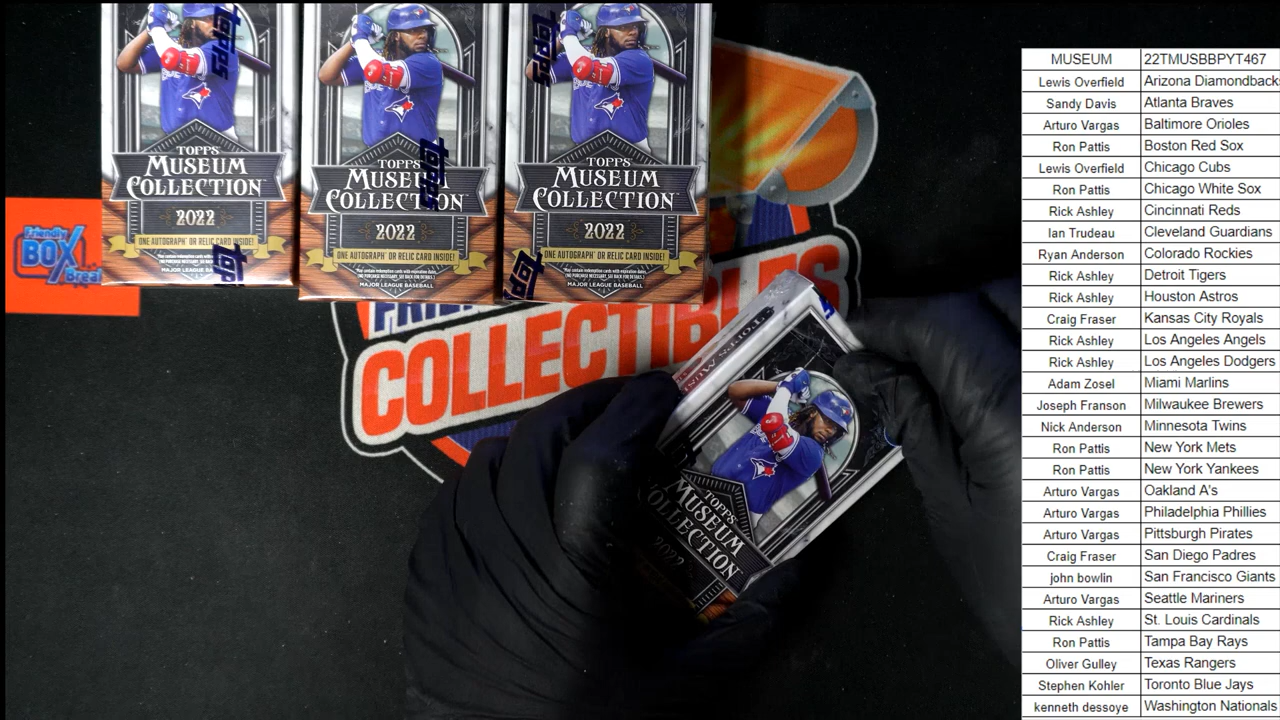 TOPPS
MUSEUM
COLLECTION
2022
ONE AUTOGRAPH OR RELIC CARD INSIDE!
MAJOR LEAGUE BASEBALL
topps
topps
TOPPS
MUSEUM
COLLECTION
2022
ONE AUTOGRAPH OR RELIC CARD INSIDE!
MAJOR LEAGUE BASEBALL
topps
TOPPS
MUSEUM
COLLECTION
2022
ONE AUTOGRAPH OR RELIC CARD INSIDE!
MAJOR LEAGUE BASEBALL
topps
topps
Friendly
BOX
Brea
COLLECTIBLE
TOPPS
MUSEUM
COLLECTION
2022
MUSEUM 22TMUSBBPYT467
Lewis Overfield Arizona Diamondback
Sandy Davis Atlanta Braves
Arturo Vargas Baltimore Orioles
Ron Pattis Boston Red Sox
Lewis Overfield Chicago Cubs
Ron Pattis Chicago White Sox
Rick Ashley Cincinnati Reds
Ian Trudeau Cleveland Guardians
Ryan Anderson Colorado Rockies
Rick Ashley Detroit Tigers
Rick Ashley Houston Astros
Craig Fraser Kansas City Royals
Rick Ashley Los Angeles Angels
Rick Ashley Los Angeles Dodgers
Adam Zosel Miami Marlins
Joseph Franson Milwaukee Brewers
Nick Anderson Minnesota Twins
Ron Pattis New York Mets
Ron Pattis New York Yankees
Arturo Vargas Oakland A's
Arturo Vargas Philadelphia Phillies
Arturo Vargas Pittsburgh Pirates
Craig Fraser San Diego Padres
john bowlin San Francisco Giants
Arturo Vargas Seattle Mariners
Rick Ashley St. Louis Cardinals
Ron Pattis Tampa Bay Rays
Oliver Gulley Texas Rangers
Stephen Kohler Toronto Blue Jays
kenneth dessoye Washington Nationals